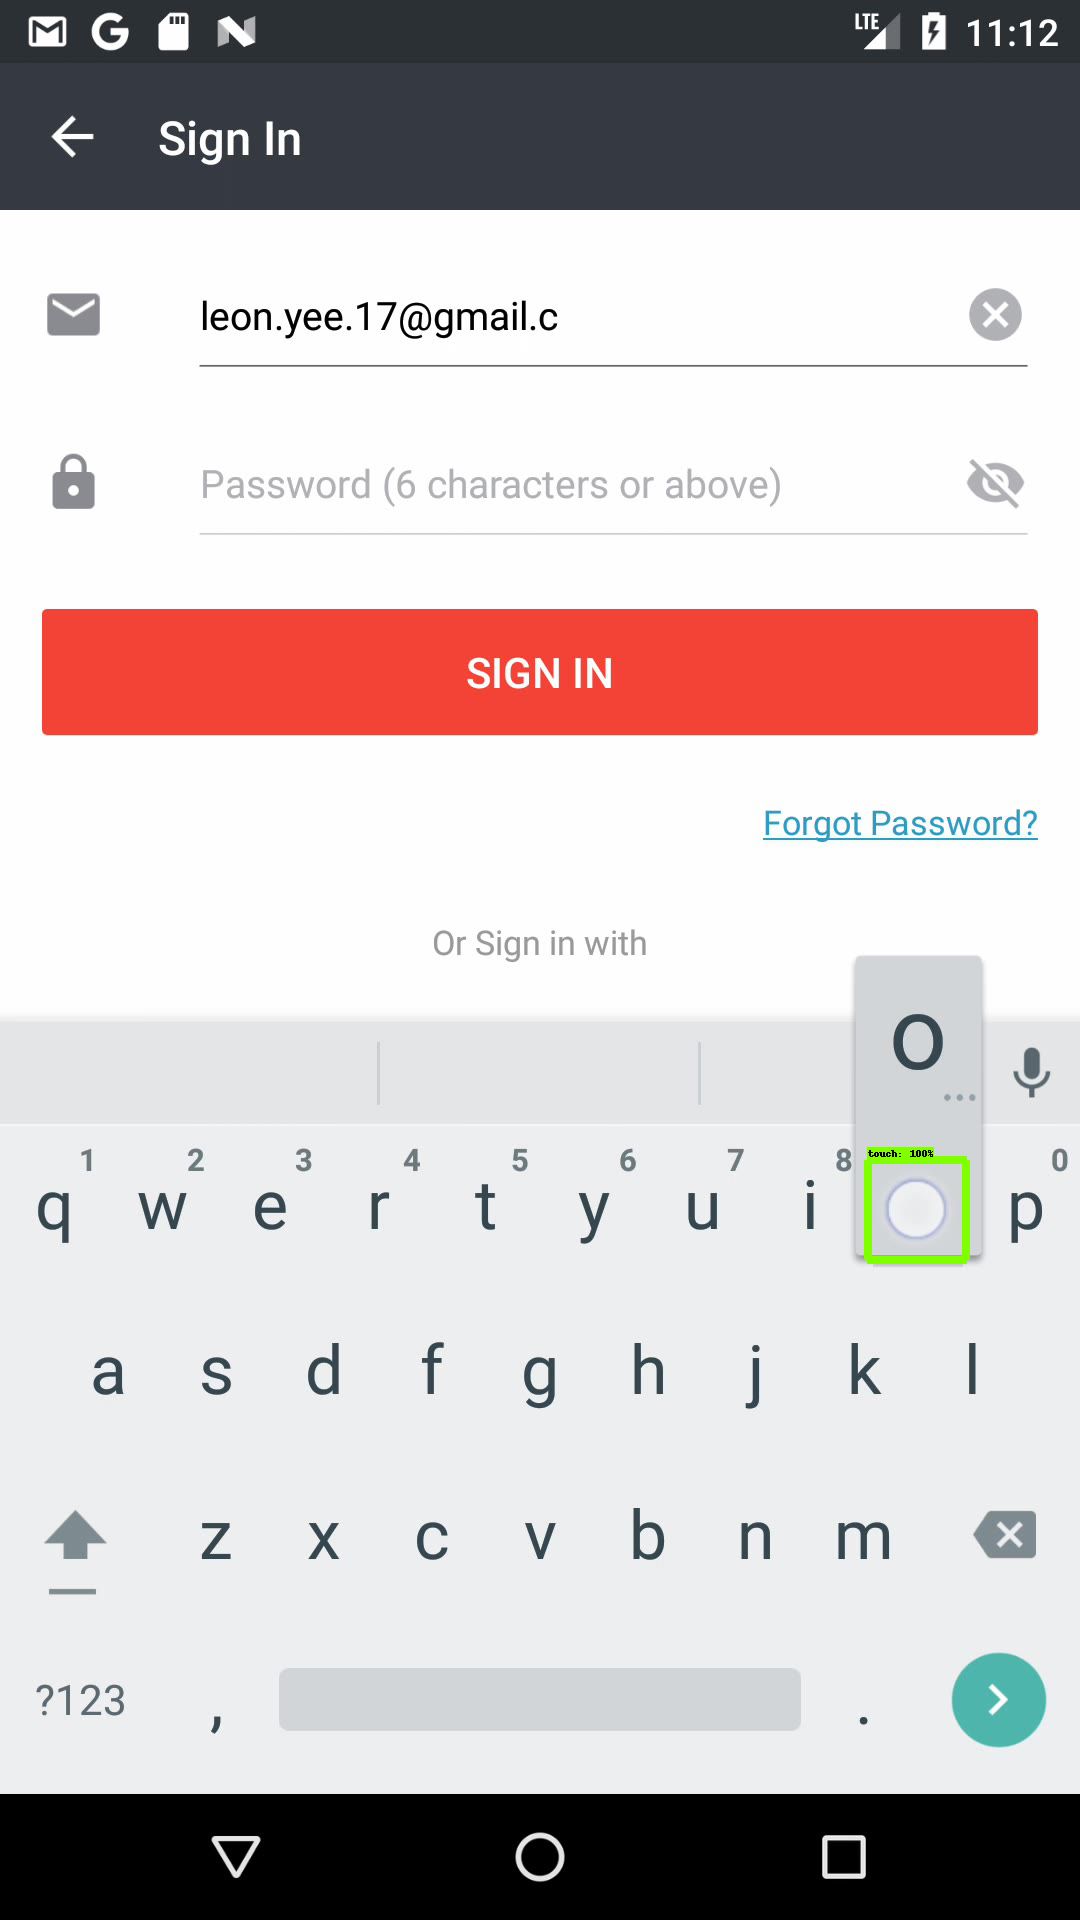 LTE 11:12
Sign In
leon.yee.17@gmail.c
Password (6 characters or above)
SIGN IN
Forgot Password?
Or Sign in with
o
...
touch: 100%
1 2 3 4 5 6 7 8 0
q w e r t y u i p
a s d f g h j k l
z x c v b n m
?123 , .